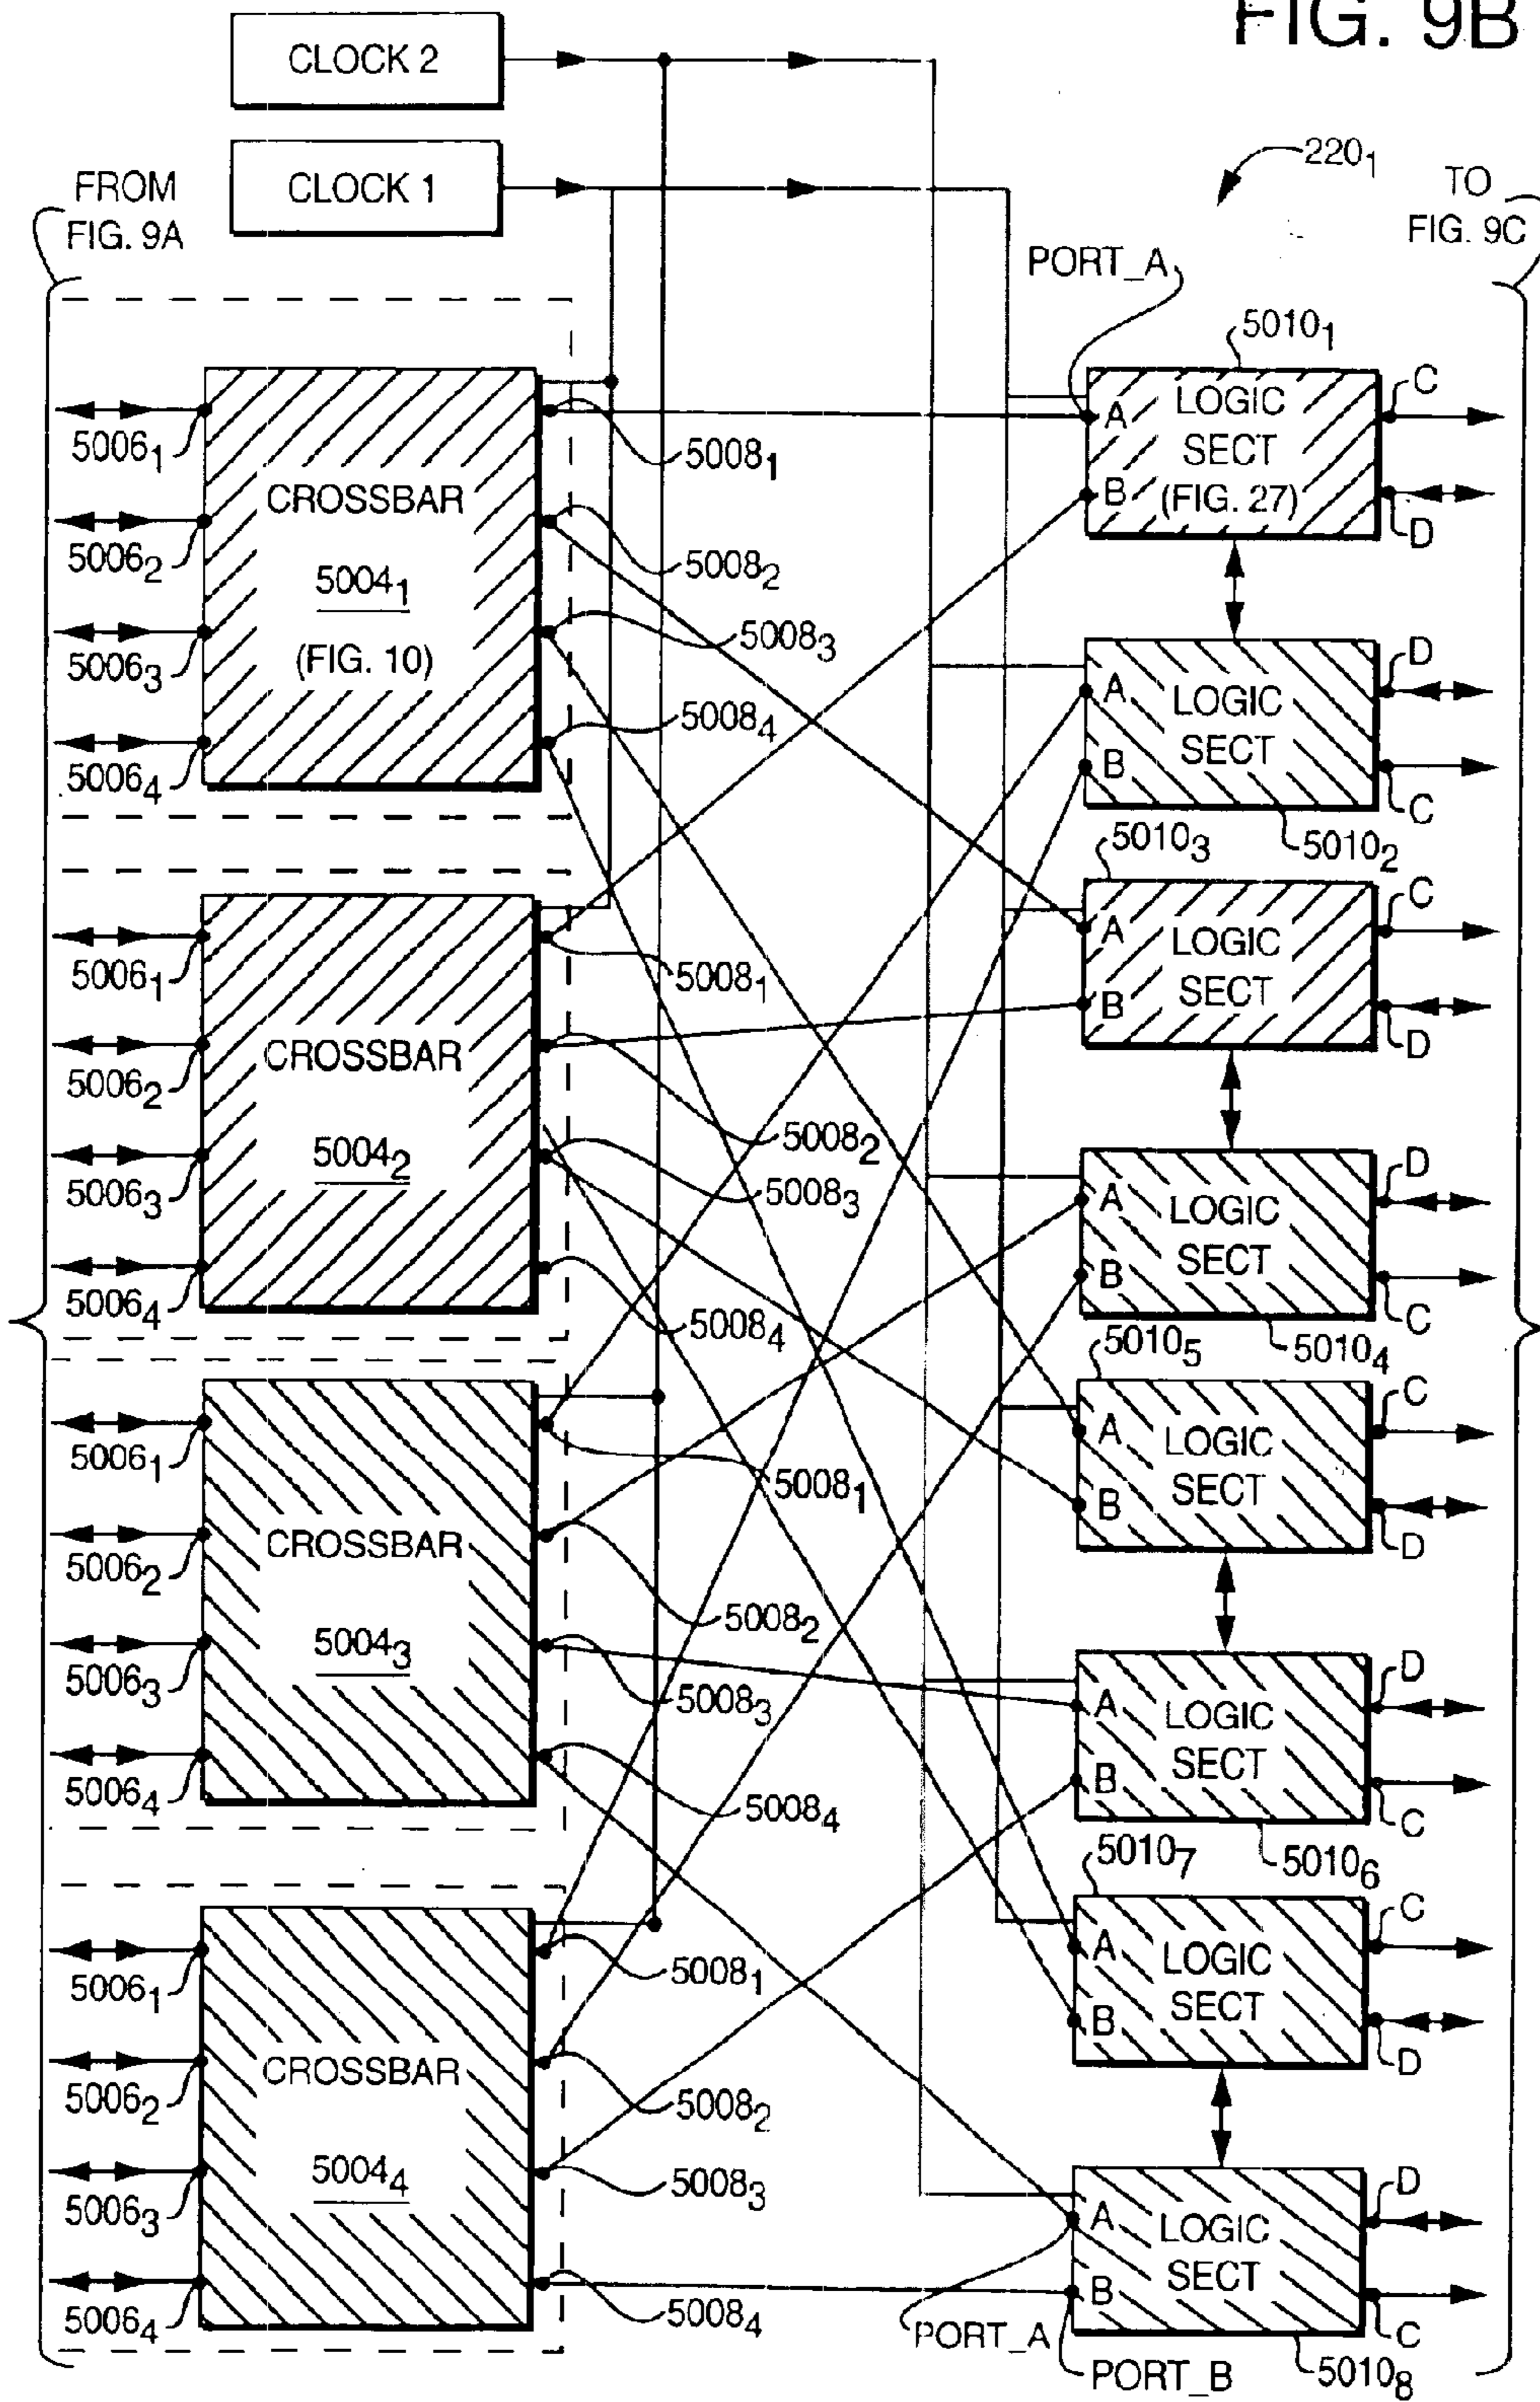 FIG. 9B
CLOCK 2
CLOCK 1
FROM
FIG. 9A
220₁
TO
FIG. 9C
PORT_A
5006₁
5006₂
5006₃
5006₄
CROSSBAR
5004₁
(FIG. 10)
5008₁
5008₂
5008₃
5008₄
5006₁
5006₂
5006₃
5006₄
CROSSBAR
5004₂
5008₁
5008₂
5008₃
5008₄
5006₁
5006₂
5006₃
5006₄
CROSSBAR
5004₃
5008₁
5008₂
5008₃
5008₄
5006₁
5006₂
5006₃
5006₄
CROSSBAR
5004₄
5008₁
5008₂
5008₃
5008₄
5010₁
A
B
LOGIC
SECT
(FIG. 27)
C
D
A
B
LOGIC
SECT
D
C
5010₂
5010₃
A
B
LOGIC
SECT
C
D
A
B
LOGIC
SECT
D
C
5010₄
5010₅
A
B
LOGIC
SECT
C
D
A
B
LOGIC
SECT
D
C
5010₆
5010₇
A
B
LOGIC
SECT
C
D
A
B
LOGIC
SECT
D
C
PORT_A
PORT_B
5010₈